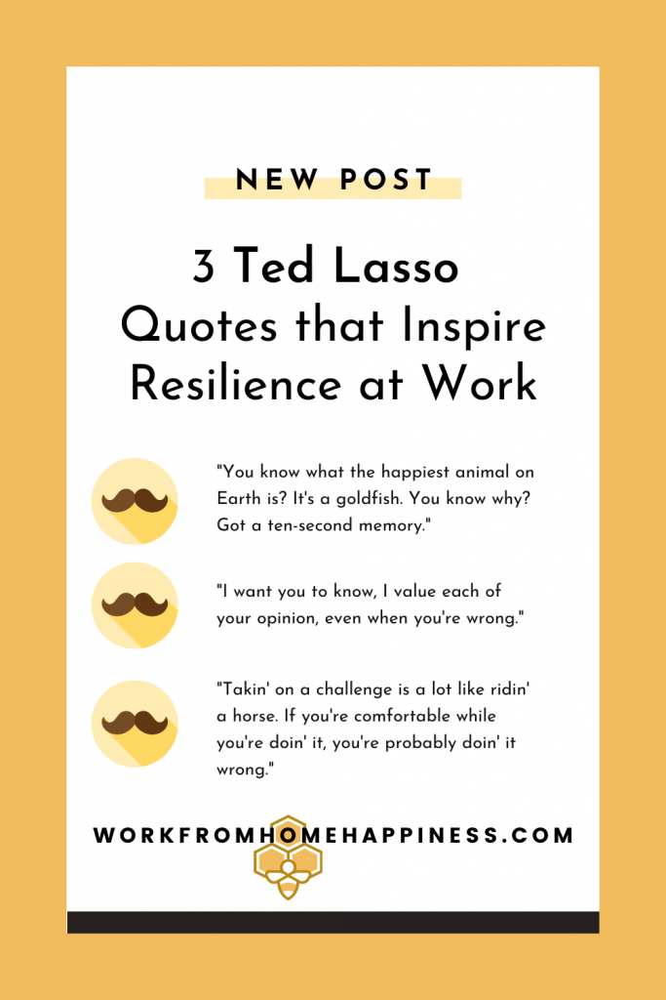 NEW POST
3 Ted Lasso
Quotes that Inspire
Resilience at Work
"You know what the happiest animal on
Earth is? It's a goldfish. You know why?
Got a ten-second memory."
"I want you to know, I value each of
your opinion, even when you're wrong."
"Takin' on a challenge is a lot like ridin'
a horse. If you're comfortable while
you're doin' it, you're probably doin' it
wrong."
WORKFROMHOMEHAPPINESS.COM